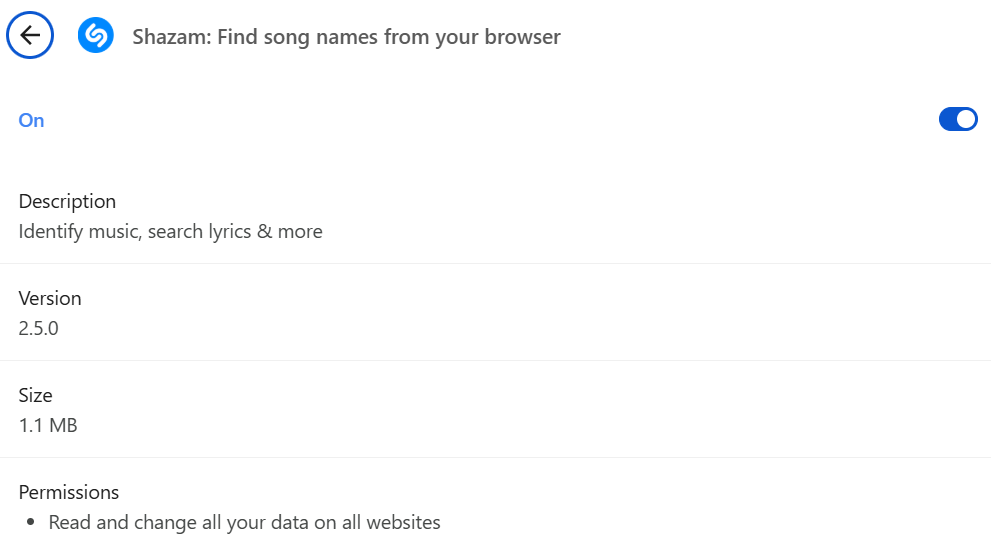 Shazam: Find song names from your browser
On
Description
Identify music, search lyrics & more
Version
2.5.0
Size
1.1 MB
Permissions
• Read and change all your data on all websites